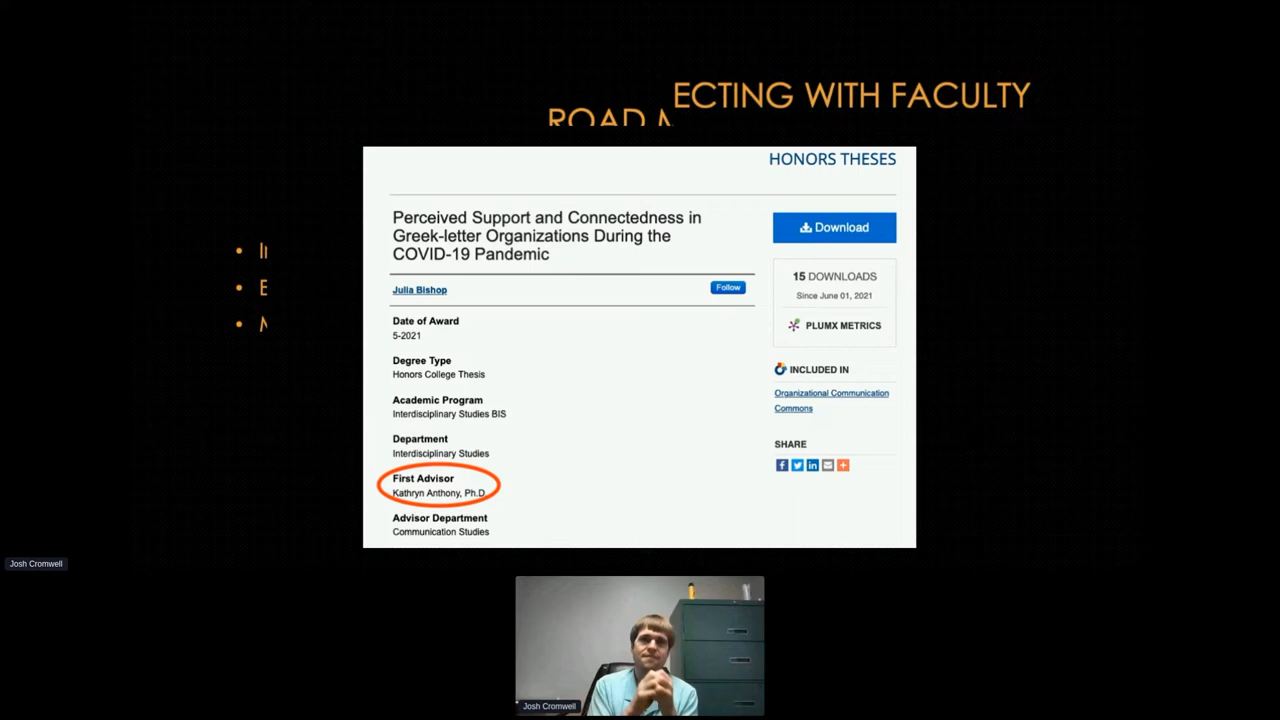 ECTING WITH FACULTY
ROAD
HONORS THESES
Perceived Support and Connectedness in
Greek-letter Organizations During the
COVID-19 Pandemic
Julia Bishop
Follow
Date of Award
5-2021
Degree Type
Honors College Thesis
Academic Program
Interdisciplinary Studies BIS
Department
Interdisciplinary Studies
First Advisor
Kathryn Anthony, Ph.D.
Advisor Department
Communication Studies
Download
15 DOWNLOADS
Since June 01, 2021
PLUMX METRICS
INCLUDED IN
Organizational Communication
Commons
SHARE
Josh Cromwell
Josh Cromwell